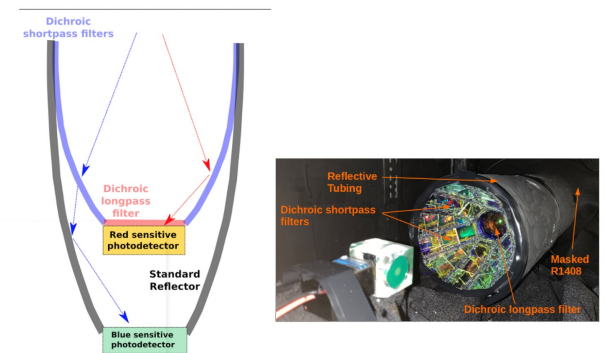 Dichroic
shortpass filters
Dichroic
longpass
filter
Red sensitive
photodetector
Standard
Reflector
Blue sensitive
photodetector
Reflective
Tubing
Dichroic shortpass
filters
Masked
R1408
Dichroic longpass filter